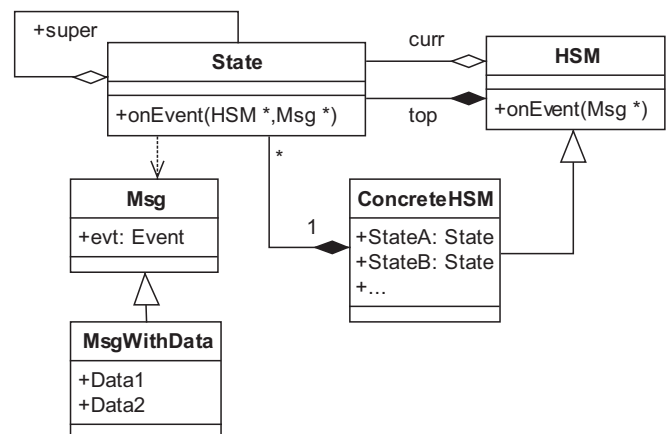 +super
State
+onEvent(HSM *,Msg *)
curr
top
HSM
+onEvent(Msg *)
*
1
Msg
+evt: Event
ConcreteHSM
+StateA: State
+StateB: State
+...
MsgWithData
+Data1
+Data2